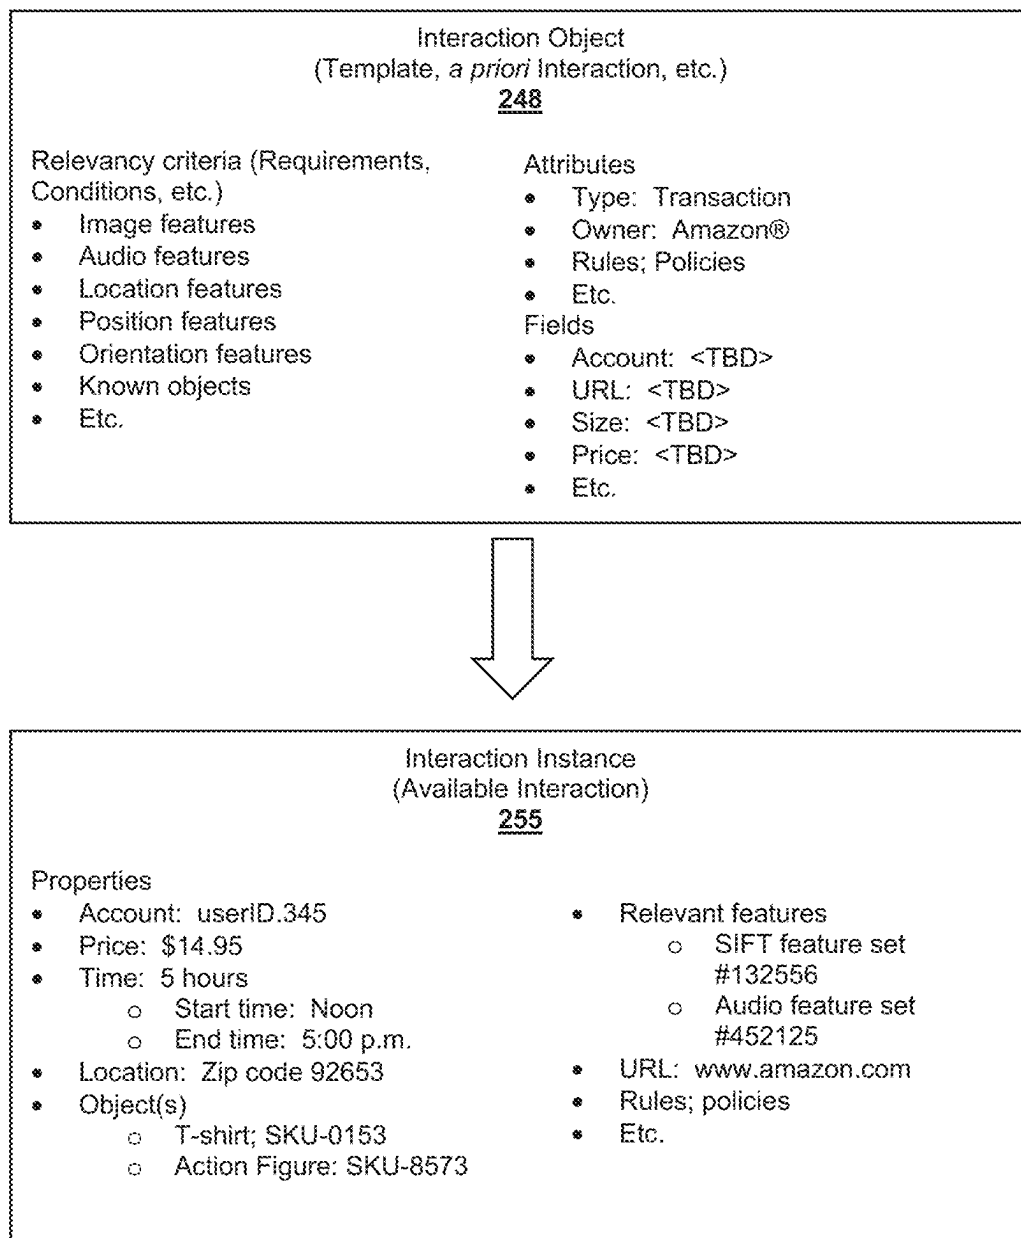 Interaction Object
(Template, a priori Interaction, etc.)
248
Relevancy criteria (Requirements,
Conditions, etc.)
• Image features
• Audio features
• Location features
• Position features
• Orientation features
• Known objects
• Etc.
Attributes
• Type: Transaction
• Owner: Amazon®
• Rules; Policies
• Etc.
Fields
• Account: <TBD>
• URL: <TBD>
• Size: <TBD>
• Price: <TBD>
• Etc.
Interaction Instance
(Available Interaction)
255
Properties
• Account: userID.345
• Price: $14.95
• Time: 5 hours
o Start time: Noon
o End time: 5:00 p.m.
• Location: Zip code 92653
• Object(s)
o T-shirt; SKU-0153
o Action Figure: SKU-8573
• Relevant features
o SIFT feature set
#132556
o Audio feature set
#452125
• URL: www.amazon.com
• Rules; policies
• Etc.